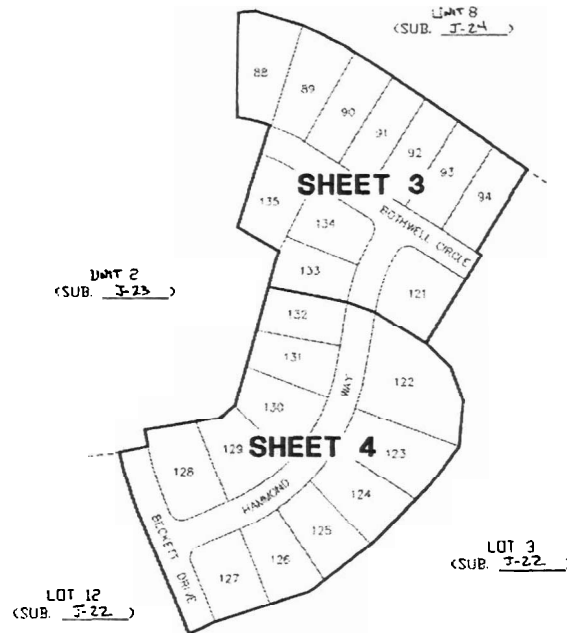 UNIT 8
(SUB. J-24)
88
89
90
91
92
93
94
SHEET 3
135
134
133
BOTHWELL CIRCLE
121
UNIT 2
(SUB. J-23)
132
131
130
129
128
WAY
122
SHEET 4
123
124
125
126
127
HAMMOND
BECKETT DRIVE
LOT 3
(SUB. J-22)
LOT 12
(SUB. J-22)